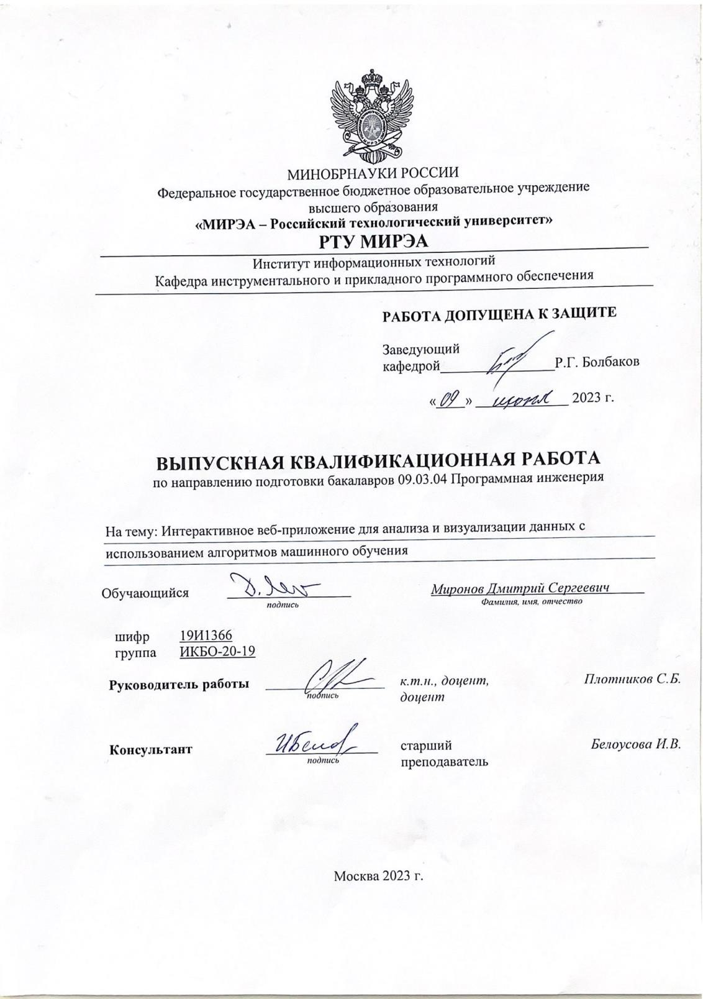 МИНОБРНАУКИ РОССИИ
Федеральное государственное бюджетное образовательное учреждение
высшего образования
«МИРЭА – Российский технологический университет»
РТУ МИРЭА
Институт информационных технологий
Кафедра инструментального и прикладного программного обеспечения
РАБОТА ДОПУЩЕНА К ЗАЩИТЕ
Заведующий
кафедрой Р.Г. Болбаков
«09» июня 2023 г.
ВЫПУСКНАЯ КВАЛИФИКАЦИОННАЯ РАБОТА
по направлению подготовки бакалавров 09.03.04 Программная инженерия
На тему: Интерактивное веб-приложение для анализа и визуализации данных с
использованием алгоритмов машинного обучения
Обучающийся Миронов Дмитрий Сергеевич
подпись Фамилия, имя, отчество
шифр 19И1366
группа ИКБО-20-19
Руководитель работы к.т.н., доцент, Плотников С.Б.
подпись доцент
Консультант старший Белоусова И.В.
подпись преподаватель
Москва 2023 г.